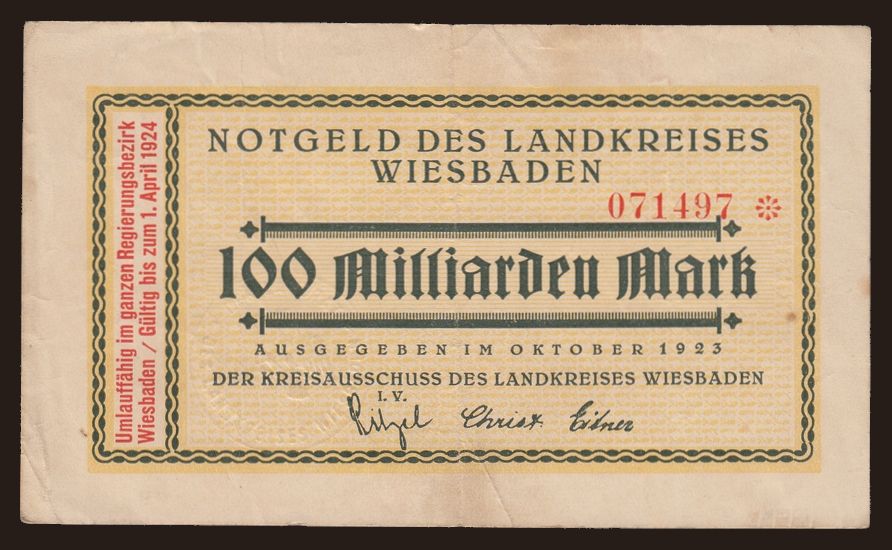 Umlauffähig im ganzen Regierungsbezirk
Wiesbaden / Gültig bis zum 1. April 1924
NOTGELD DES LANDKREISES
WIESBADEN
071497
100 Milliarden Mark
AUSGEGEBEN IM OKTOBER 1923
DER KREISAUSSCHUSS DES LANDKREISES WIESBADEN
I. V.
Christ